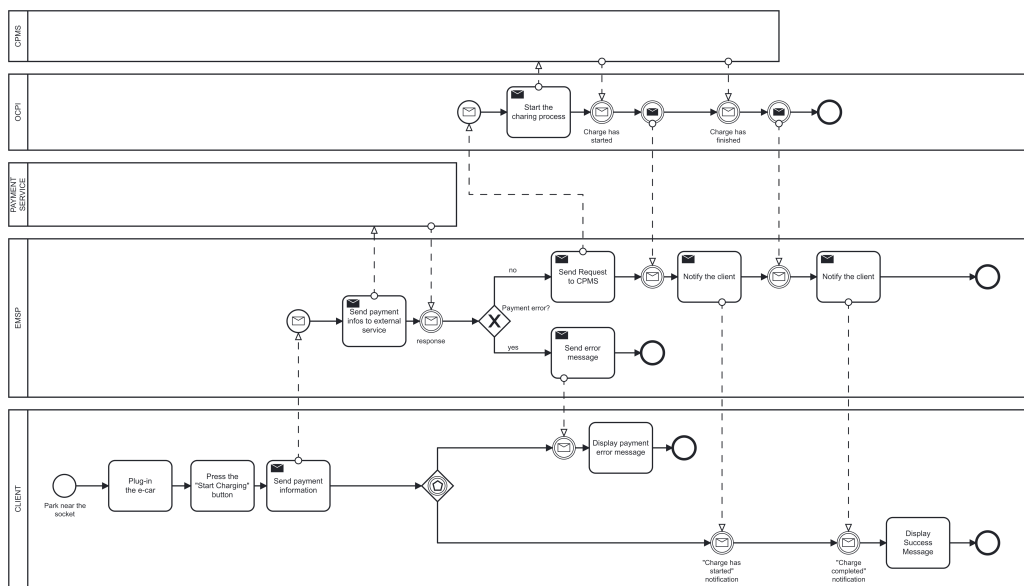 CPMS
OCPI
Start the
charing process
Charge has
started
Charge has
finished
PAYMENT
SERVICE
EMSP
Send payment
infos to external
service
response
Payment error?
no
yes
Send Request
to CPMS
Send error
message
Notify the client
Notify the client
CLIENT
Park near the
socket
Plug-in
the e-car
Press the
"Start Charging"
button
Send payment
information
Display payment
error message
"Charge has
started"
notification
"Charge
completed"
notification
Display
Success
Message